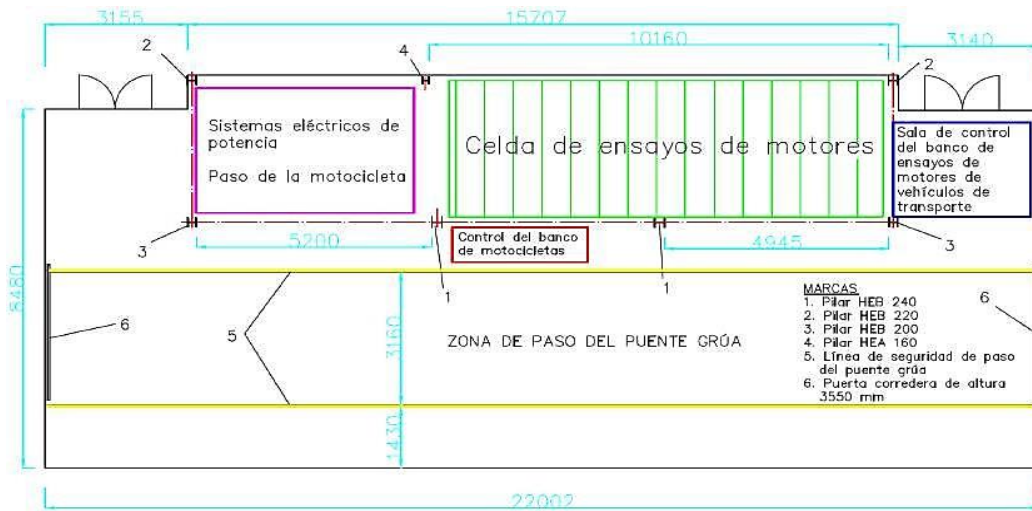 3155
15707
10160
3140
2
4
2
Sistemas eléctricos de
potencia
Paso de la motocicleta
Celda de ensayos de motores
Sala de control
del banco de
ensayos de
motores de
vehículos de
transporte
5200
4945
3
Control del banco
de motocicletas
3
8480
1
1
MARCAS
1. Pilar HEB 240
2. Pilar HEB 220
3. Pilar HEB 200
4. Pilar HEA 160
5. Línea de seguridad de paso
del puente grúa
6. Puerta corredera de altura
3550 mm
6
6
5
3160
ZONA DE PASO DEL PUENTE GRÚA
1430
22002